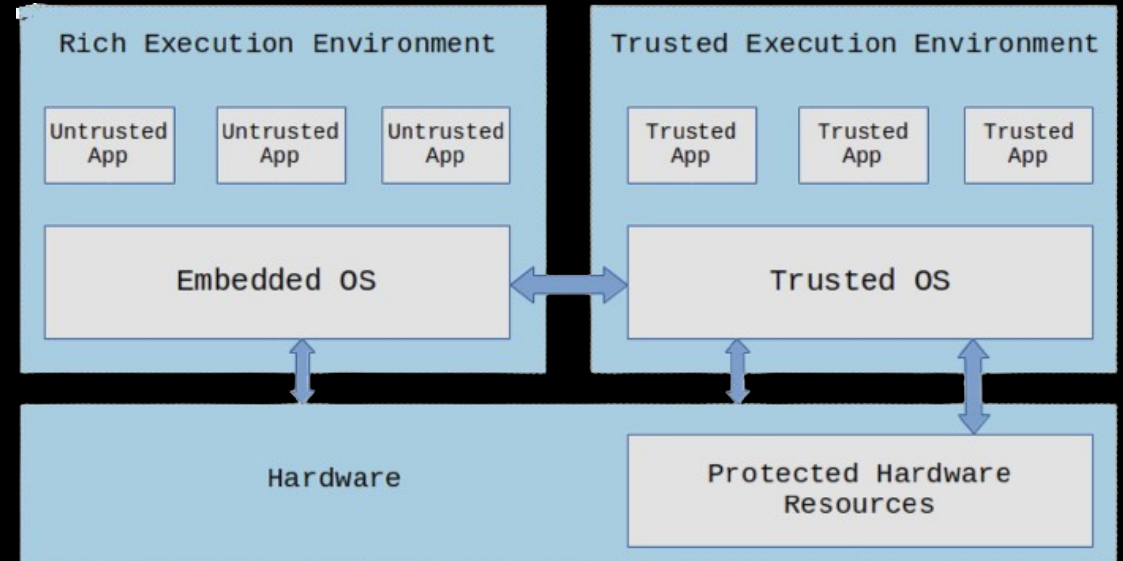 Rich Execution Environment
Trusted Execution Environment
Untrusted
App
Untrusted
App
Untrusted
App
Trusted
App
Trusted
App
Trusted
App
Embedded OS
Trusted OS
Hardware
Protected Hardware
Resources